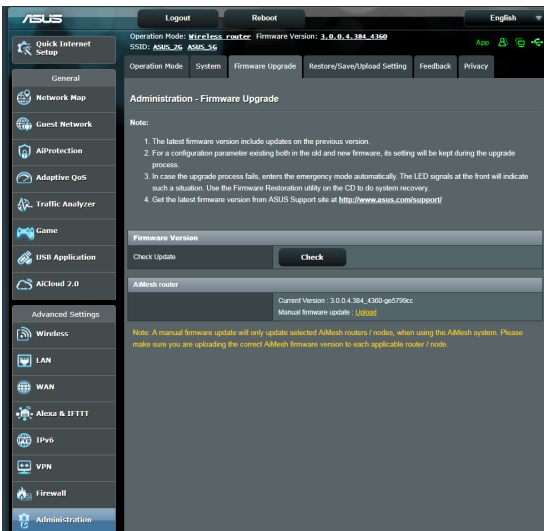 ASUS
Logout
Reboot
English
Quick Internet
Setup
Operation Mode: Wireless router Firmware Version: 3.0.0.4.384_4360
SSID: ASUS_2G ASUS_5G
App
Operation Mode
System
Firmware Upgrade
Restore/Save/Upload Setting
Feedback
Privacy
General
Network Map
Guest Network
AiProtection
Adaptive QoS
Traffic Analyzer
Game
USB Application
AiCloud 2.0
Advanced Settings
Wireless
LAN
WAN
Alexa & IFTTT
IPv6
VPN
Firewall
Administration
Administration - Firmware Upgrade
Note:
1. The latest firmware version include updates on the previous version.
2. For a configuration parameter existing both in the old and new firmware, its setting will be kept during the upgrade
process.
3. In case the upgrade process fails, enters the emergency mode automatically. The LED signals at the front will indicate
such a situation. Use the Firmware Restoration utility on the CD to do system recovery.
4. Get the latest firmware version from ASUS Support site at http://www.asus.com/support/
Firmware Version
Check Update
Check
AiMesh router
Current Version : 3.0.0.4.384_4360-ge5799cc
Manual firmware update : Upload
Note: A manual firmware update will only update selected AiMesh routers / nodes, when using the AiMesh system. Please
make sure you are uploading the correct AiMesh firmware version to each applicable router / node.